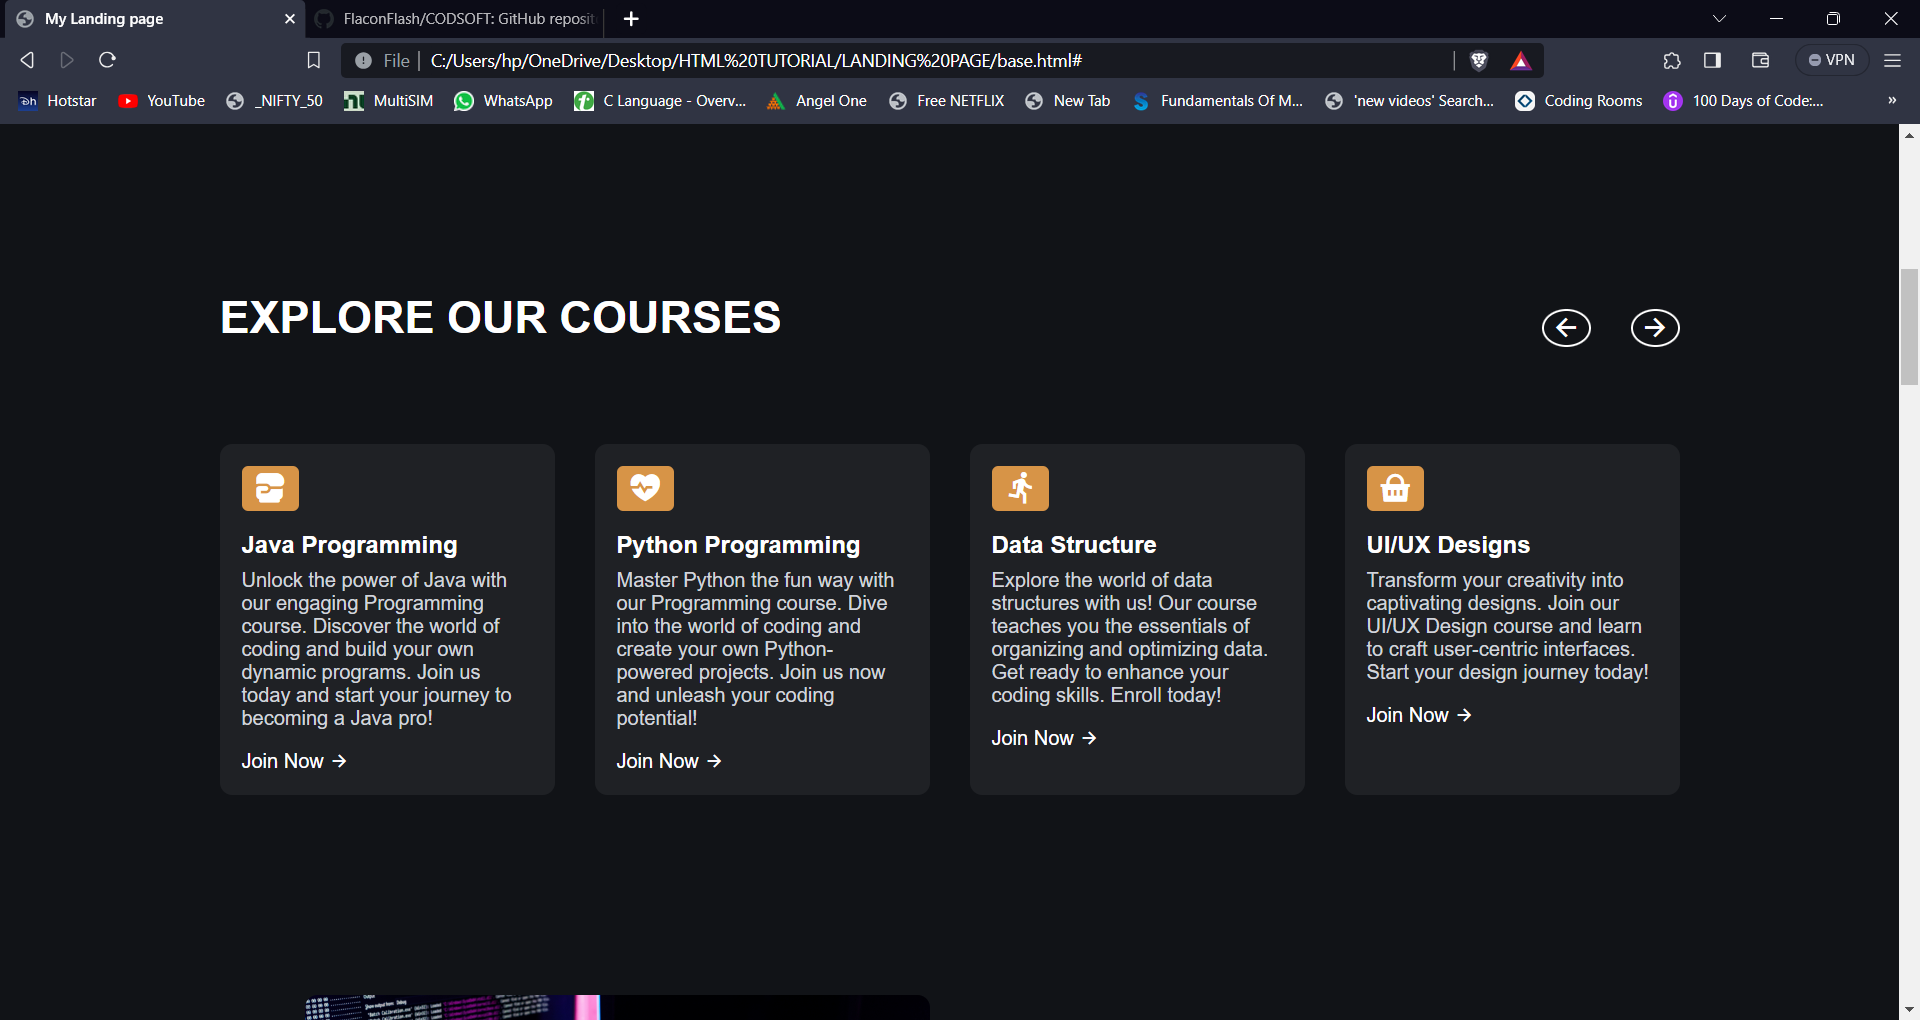 My Landing page
FlaconFlash/CODSOFT: GitHub reposit
File
C:/Users/hp/OneDrive/Desktop/HTML%20TUTORIAL/LANDING%20PAGE/base.html#
VPN
Hotstar
YouTube
_NIFTY_50
MultiSIM
WhatsApp
C Language - Overv...
Angel One
Free NETFLIX
New Tab
Fundamentals Of M...
'new videos' Search...
Coding Rooms
100 Days of Code:...
»
EXPLORE OUR COURSES
Java Programming
Unlock the power of Java with
our engaging Programming
course. Discover the world of
coding and build your own
dynamic programs. Join us
today and start your journey to
becoming a Java pro!
Join Now →
Python Programming
Master Python the fun way with
our Programming course. Dive
into the world of coding and
create your own Python-
powered projects. Join us now
and unleash your coding
potential!
Join Now →
Data Structure
Explore the world of data
structures with us! Our course
teaches you the essentials of
organizing and optimizing data.
Get ready to enhance your
coding skills. Enroll today!
Join Now →
UI/UX Designs
Transform your creativity into
captivating designs. Join our
UI/UX Design course and learn
to craft user-centric interfaces.
Start your design journey today!
Join Now →